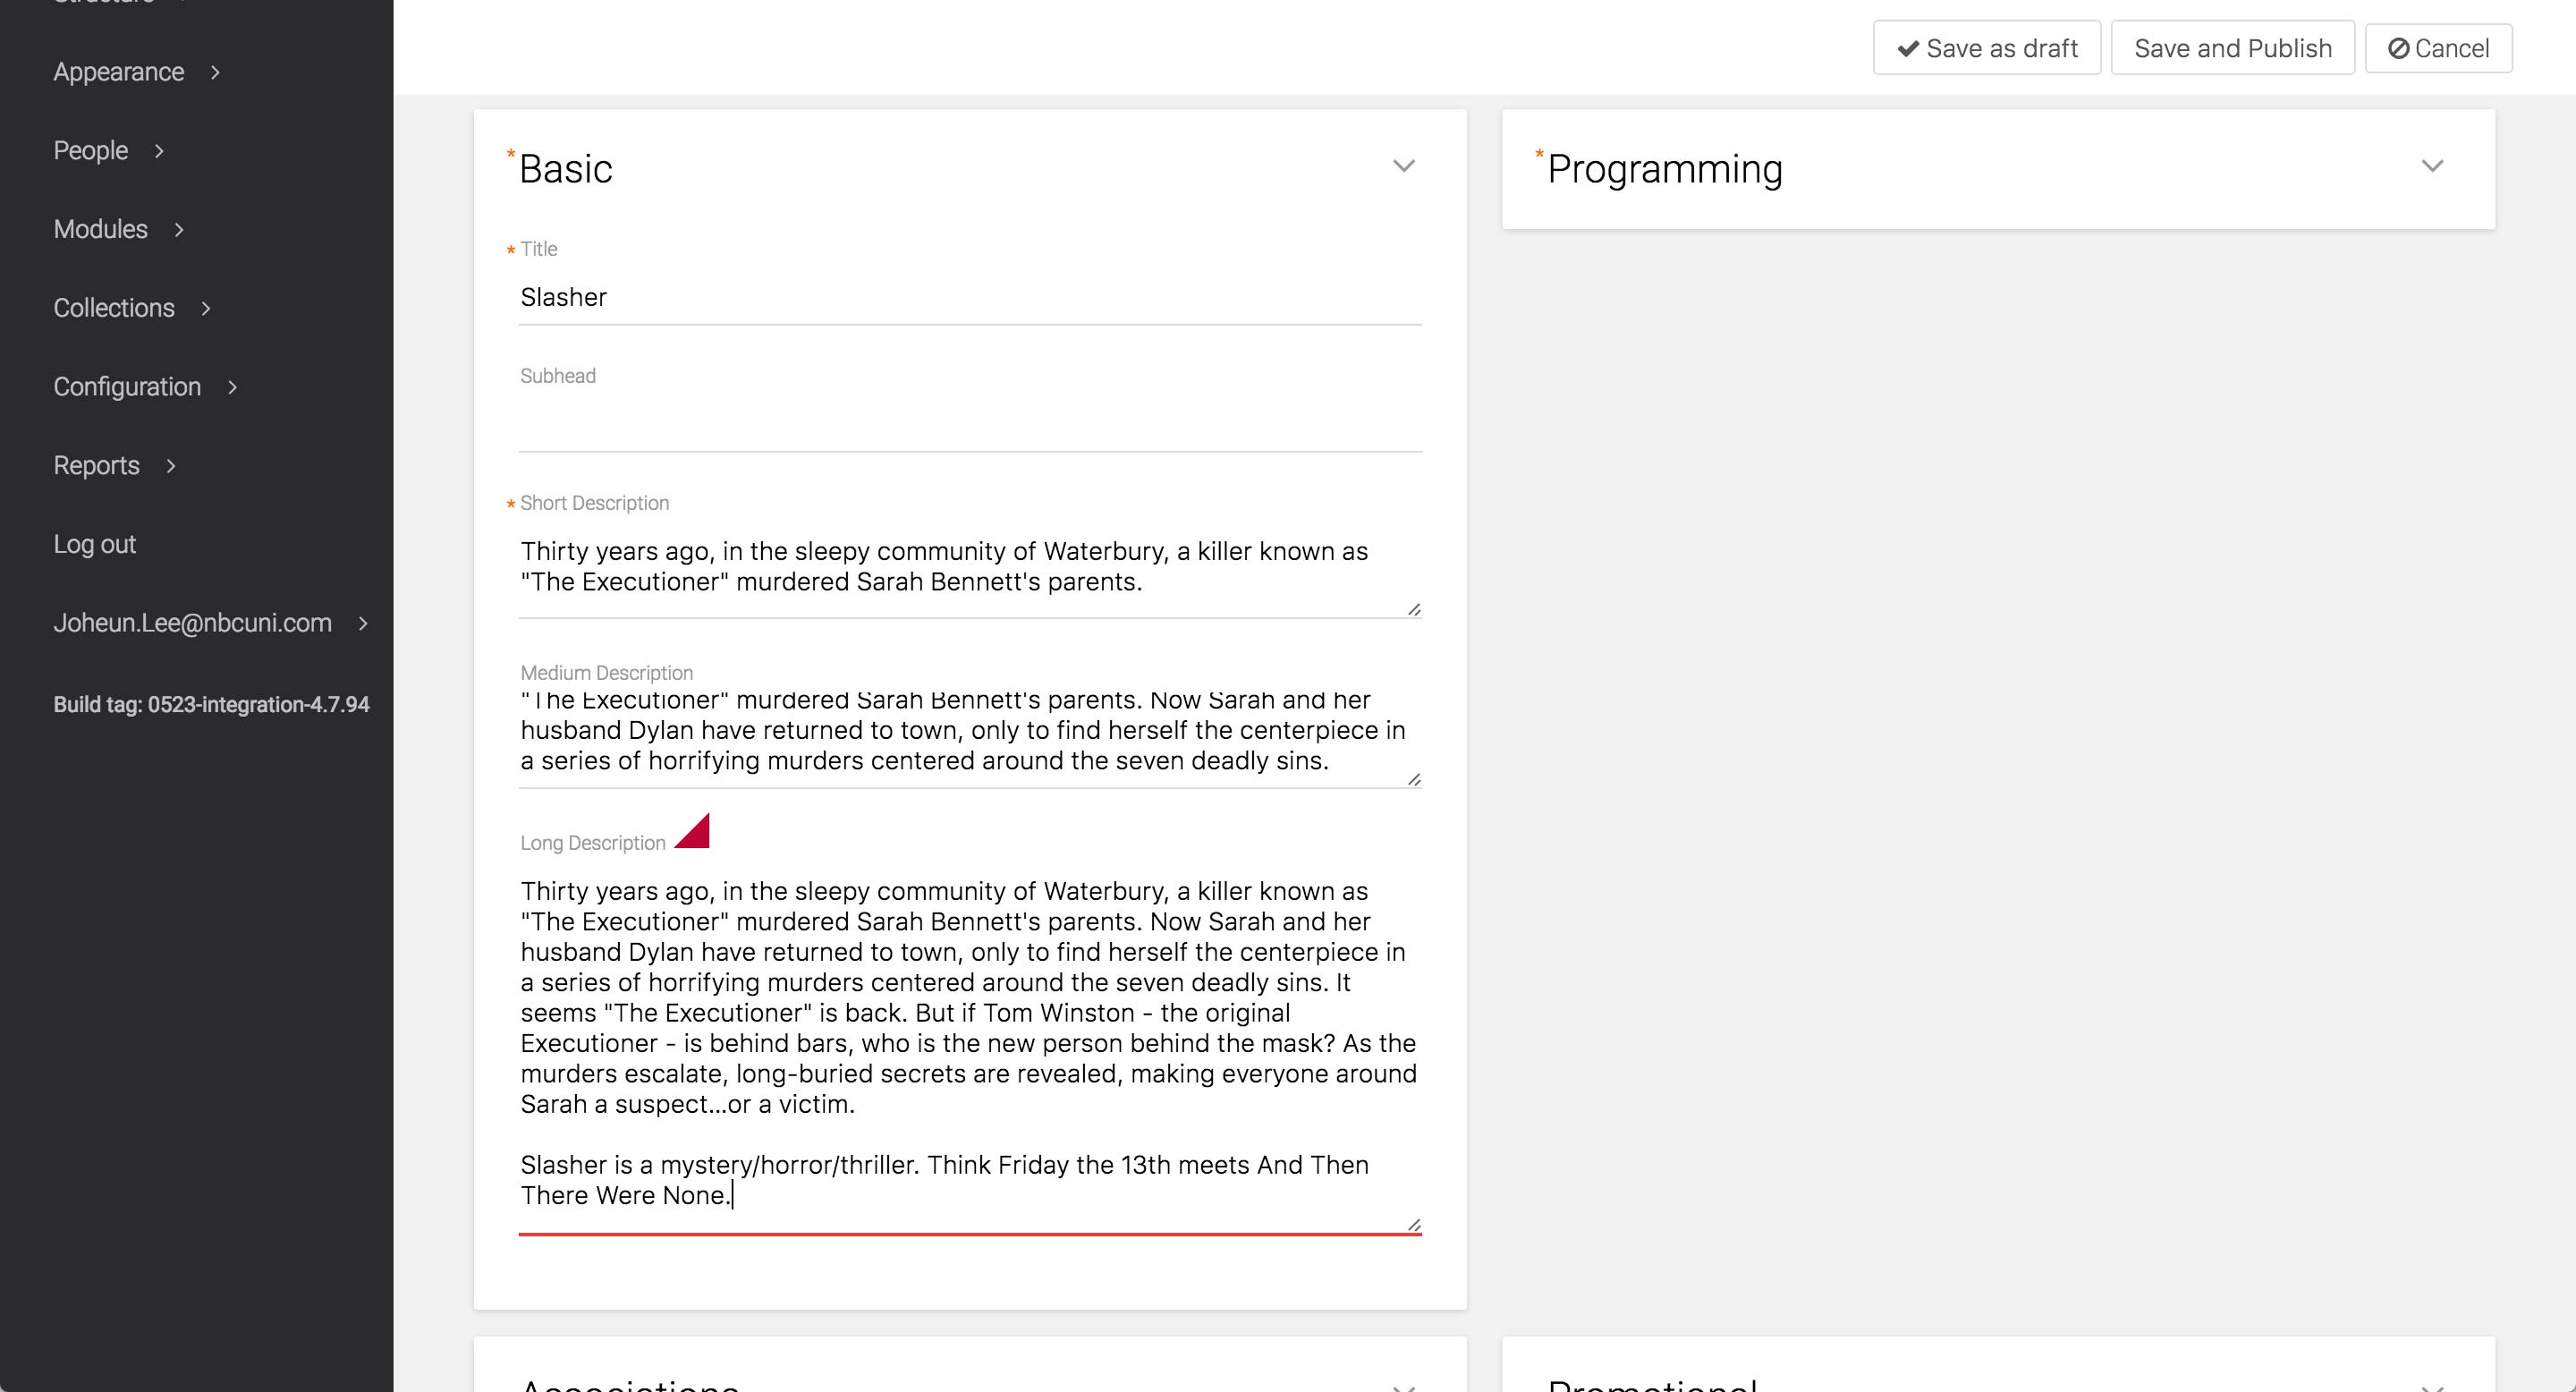 Structure
Appearance
People
Modules
Collections
Configuration
Reports
Log out
Joheun.Lee@nbcuni.com
Build tag: 0523-integration-4.7.94
Save as draft
Save and Publish
Cancel
* Basic
* Title
Slasher
Subhead
* Short Description
Thirty years ago, in the sleepy community of Waterbury, a killer known as
"The Executioner" murdered Sarah Bennett's parents.
Medium Description
"The Executioner" murdered Sarah Bennett's parents. Now Sarah and her
husband Dylan have returned to town, only to find herself the centerpiece in
a series of horrifying murders centered around the seven deadly sins.
Long Description
Thirty years ago, in the sleepy community of Waterbury, a killer known as
"The Executioner" murdered Sarah Bennett's parents. Now Sarah and her
husband Dylan have returned to town, only to find herself the centerpiece in
a series of horrifying murders centered around the seven deadly sins. It
seems "The Executioner" is back. But if Tom Winston - the original
Executioner - is behind bars, who is the new person behind the mask? As the
murders escalate, long-buried secrets are revealed, making everyone around
Sarah a suspect...or a victim.
Slasher is a mystery/horror/thriller. Think Friday the 13th meets And Then
There Were None.
* Programming
Associations
Promotional